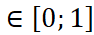 ∈ [0; 1]